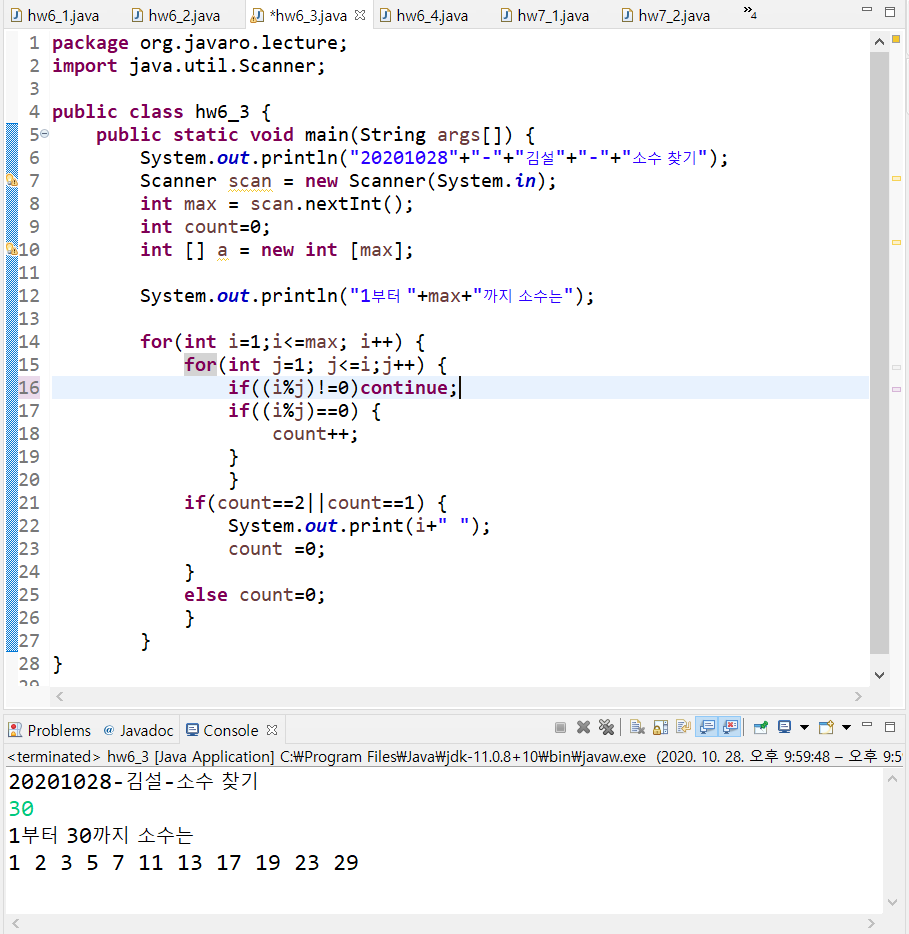 hw6_1.java hw6_2.java *hw6_3.java hw6_4.java hw7_1.java hw7_2.java »4
1 package org.javaro.lecture;
2 import java.util.Scanner;
3
4 public class hw6_3 {
5 public static void main(String args[]) {
6 System.out.println("20201028"+"-"+"김설"+"-"+"소수 찾기");
7 Scanner scan = new Scanner(System.in);
8 int max = scan.nextInt();
9 int count=0;
10 int [] a = new int [max];
11
12 System.out.println("1부터 "+max+"까지 소수는");
13
14 for(int i=1;i<=max; i++) {
15 for(int j=1; j<=i;j++) {
16 if((i%j)!=0)continue;
17 if((i%j)==0) {
18 count++;
19 }
20 }
21 if(count==2||count==1) {
22 System.out.print(i+" ");
23 count =0;
24 }
25 else count=0;
26 }
27 }
28 }
29
Problems @ Javadoc Console
<terminated> hw6_3 [Java Application] C:₩Program Files₩Java₩jdk-11.0.8+10₩bin₩javaw.exe (2020. 10. 28. 오후 9:59:48 – 오후 9:5
20201028-김설-소수 찾기
30
1부터 30까지 소수는
1 2 3 5 7 11 13 17 19 23 29